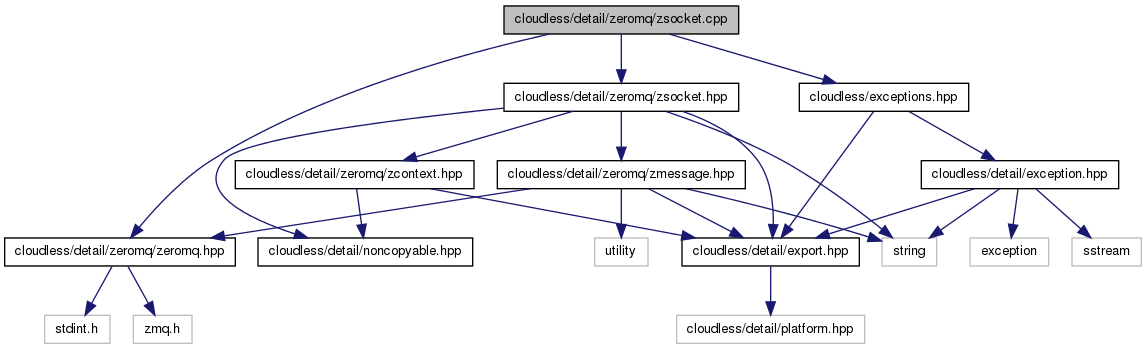 cloudless/detail/zeromq/zsocket.cpp
cloudless/detail/zeromq/zsocket.hpp
cloudless/exceptions.hpp
cloudless/detail/zeromq/zcontext.hpp
cloudless/detail/zeromq/zmessage.hpp
cloudless/detail/exception.hpp
cloudless/detail/zeromq/zeromq.hpp
cloudless/detail/noncopyable.hpp
utility
cloudless/detail/export.hpp
string
exception
sstream
stdint.h
zmq.h
cloudless/detail/platform.hpp